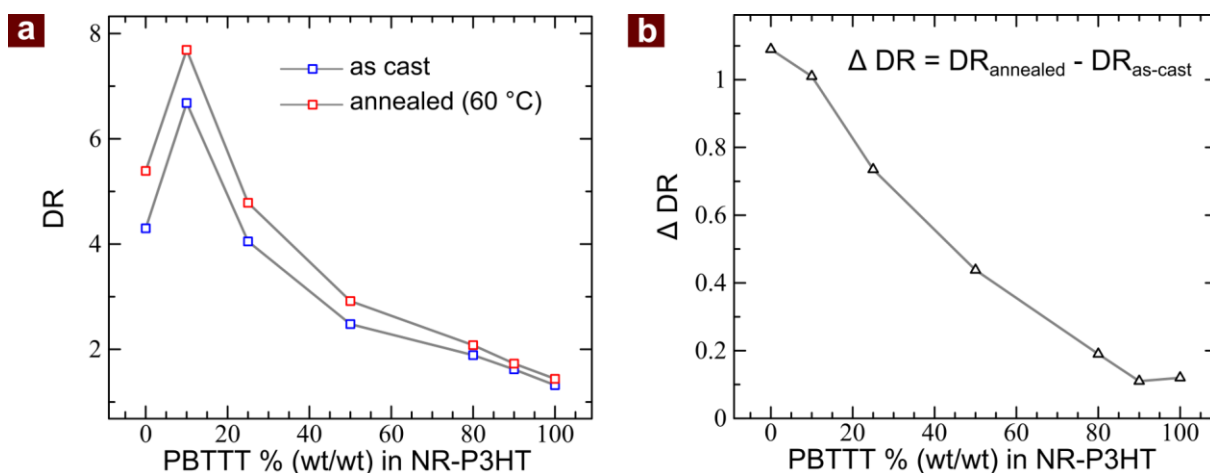 a
8
6
4
2
DR
as cast
annealed (60 °C)
0 20 40 60 80 100
PBTTT % (wt/wt) in NR-P3HT
b
Δ DR = DRannealed - DRas-cast
1
0.8
0.6
0.4
0.2
0
Δ DR
0 20 40 60 80 100
PBTTT % (wt/wt) in NR-P3HT